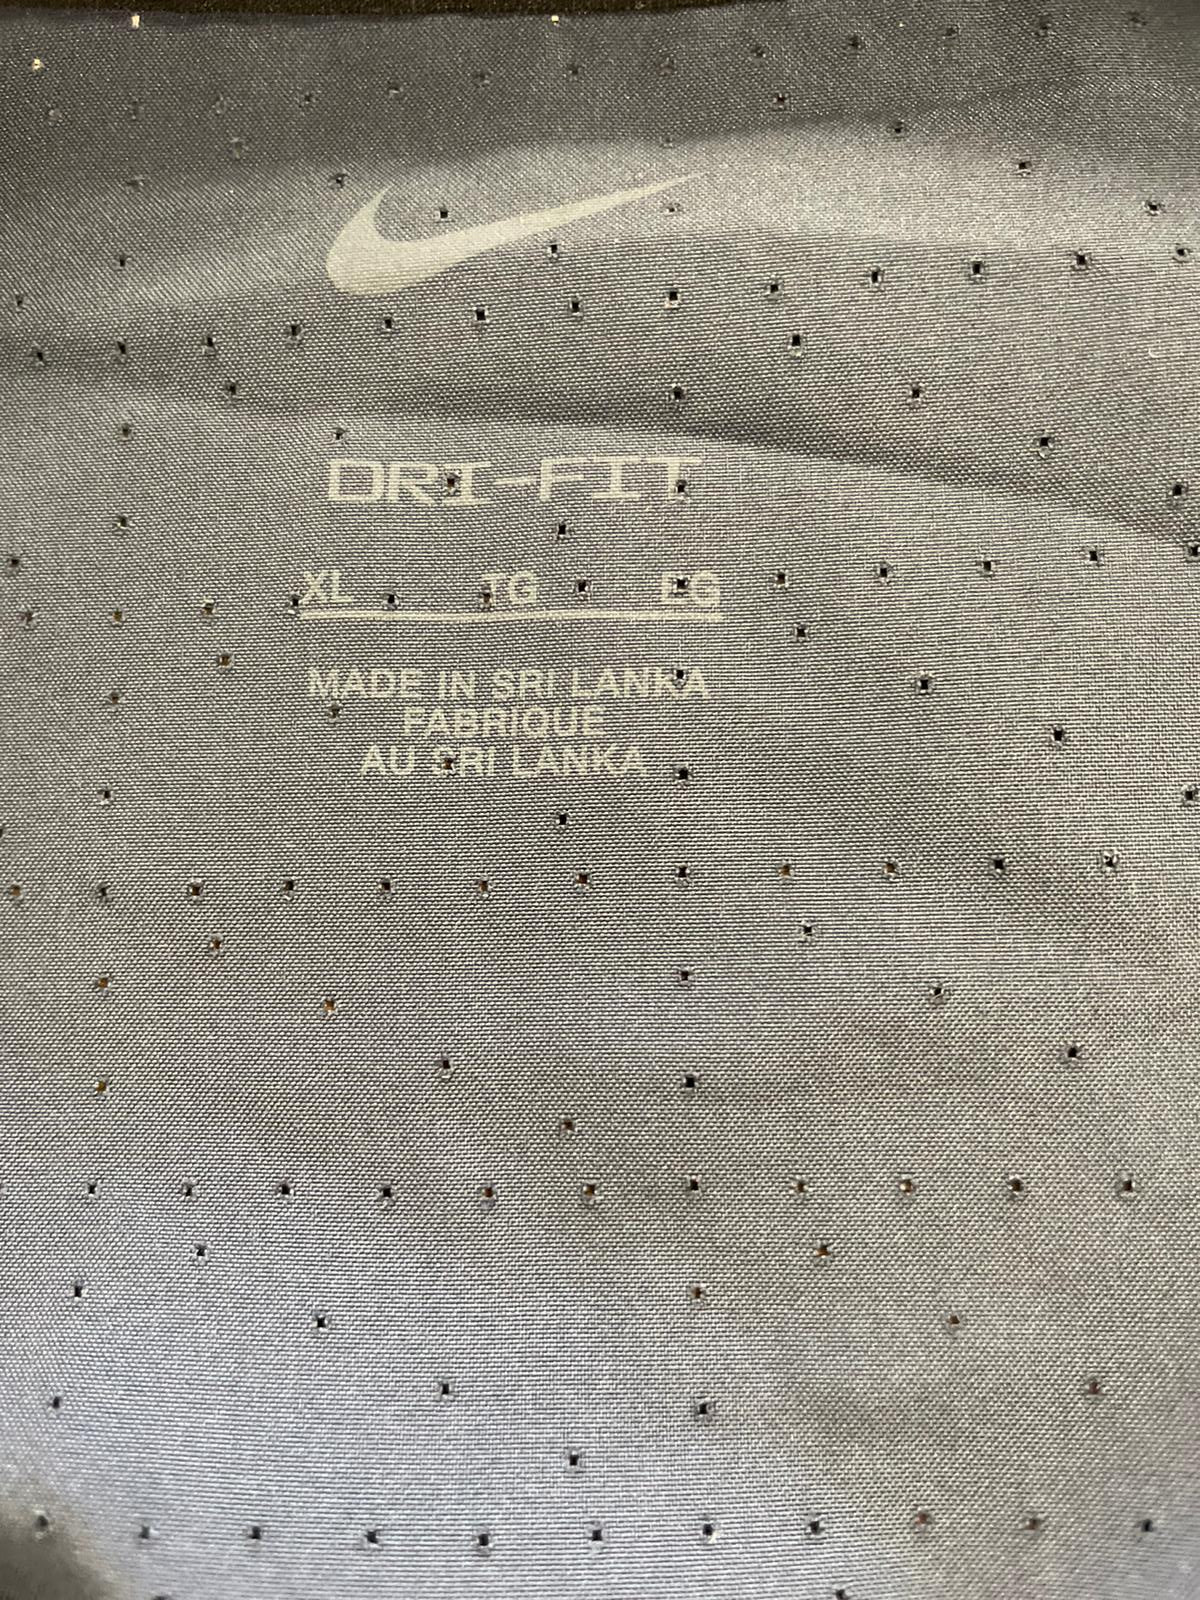 DRI-FIT
XL TG EG
MADE IN SRI LANKA
FABRIQUE
AU SRI LANKA